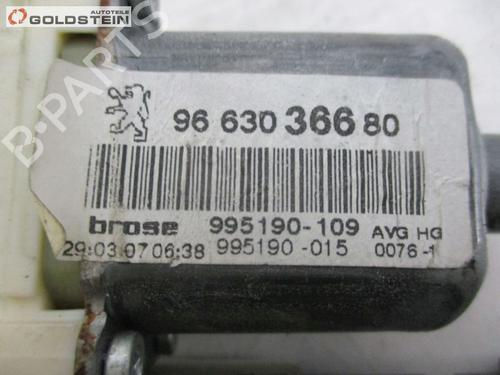 AUTOTEILE
GOLDSTEIN
B-PARTS
96 630 366 80
brose 995190-109 AVG HG
29.03.07 06:38 995190-015 0076-1